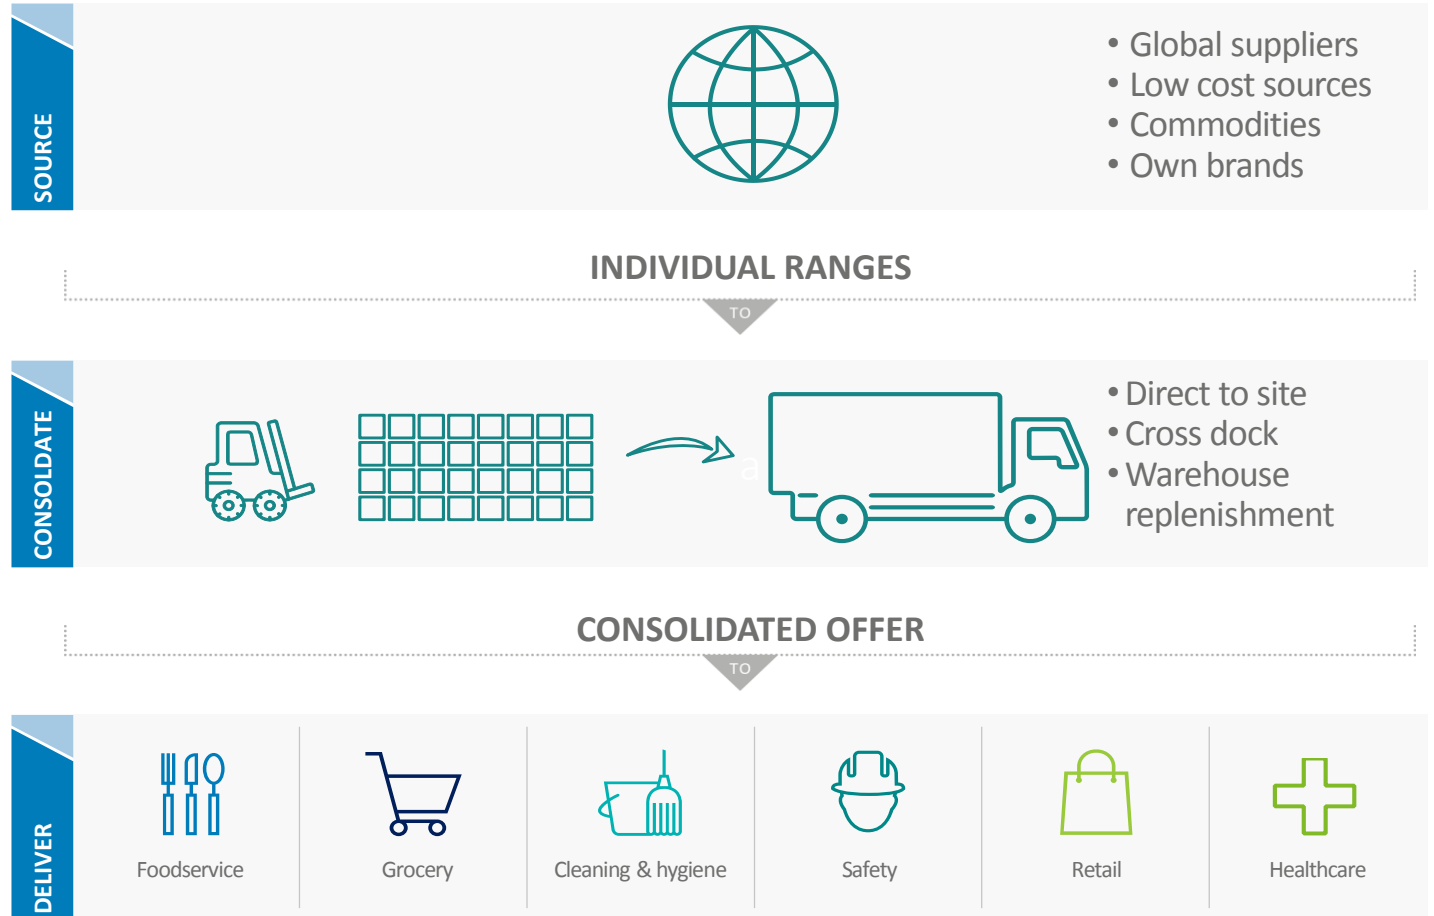 SOURCE
• Global suppliers
• Low cost sources
• Commodities
• Own brands
INDIVIDUAL RANGES
TO
CONSOLDATE
a
• Direct to site
• Cross dock
• Warehouse
replenishment
CONSOLIDATED OFFER
TO
DELIVER
Foodservice
Grocery
Cleaning & hygiene
Safety
Retail
Healthcare